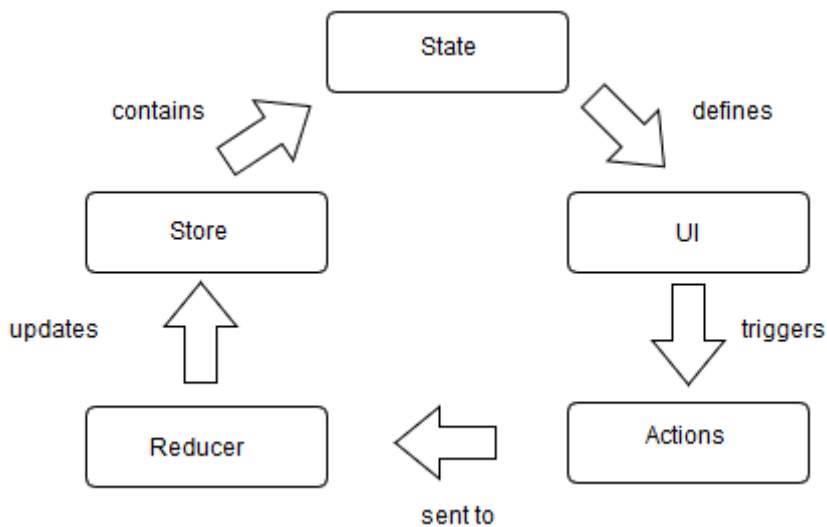 State
contains
defines
Store
UI
updates
triggers
Reducer
Actions
sent to